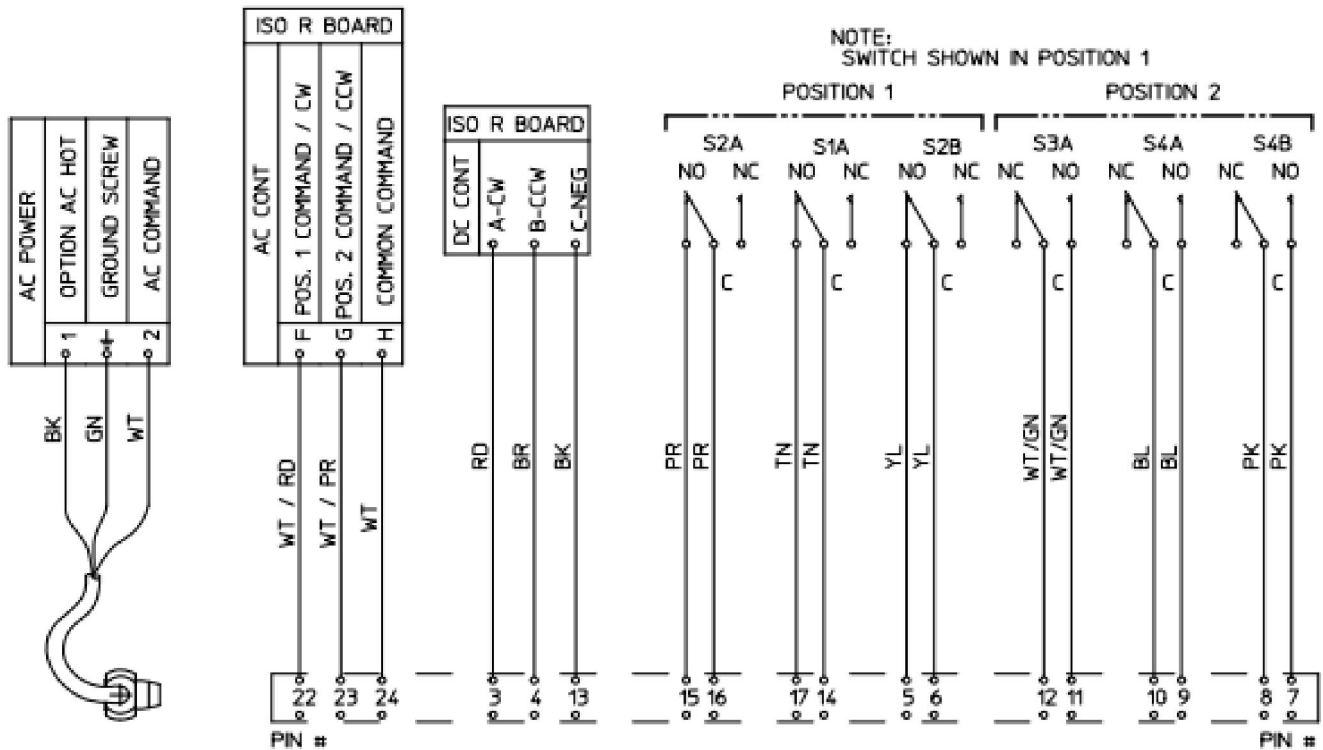 NOTE:
SWITCH SHOWN IN POSITION 1
POSITION 1
POSITION 2
AC POWER
OPTION AC HOT
GROUND SCREW
AC COMMAND
1
2
BK
GN
WT
ISO R BOARD
AC CONT
POS. 1 COMMAND / CW
POS. 2 COMMAND / CCW
COMMON COMMAND
F
G
H
WT / RD
WT / PR
WT
ISO R BOARD
DC CONT
A-CW
B-CCW
C-NEG
RD
BR
BK
S2A
S1A
S2B
S3A
S4A
S4B
NO NC NO NC NO NC NC NO NC NO NC NO
C C C C C C
PR
PR
TN
TN
YL
YL
WT/GN
WT/GN
BL
BL
PK
PK
22 23 24 3 4 13 15 16 17 14 5 6 12 11 10 9 8 7
PIN #
PIN #